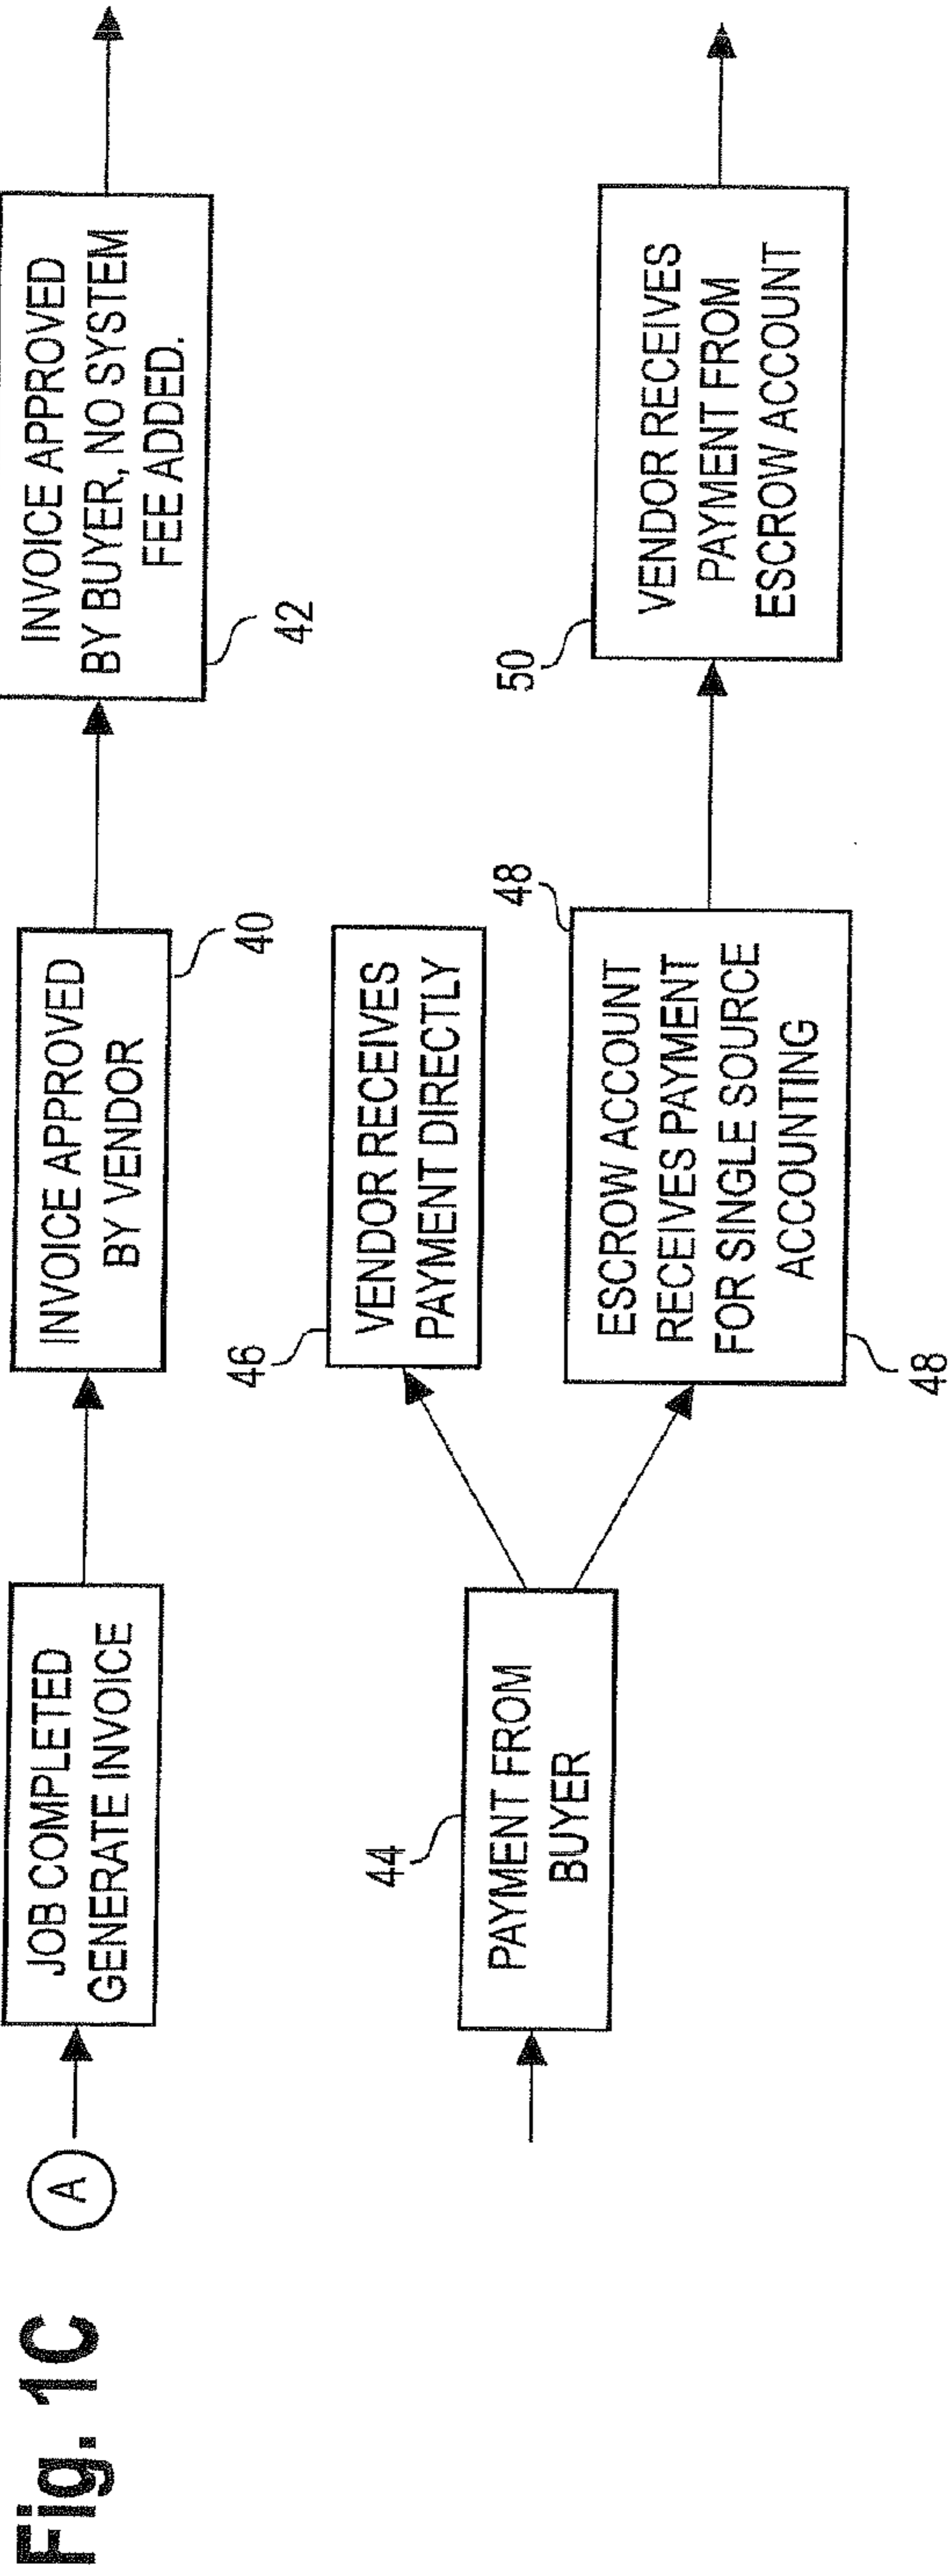 Fig. 1C
A
JOB COMPLETED
GENERATE INVOICE
INVOICE APPROVED
BY VENDOR
40
INVOICE APPROVED
BY BUYER, NO SYSTEM
FEE ADDED.
42
44
PAYMENT FROM
BUYER
46
VENDOR RECEIVES
PAYMENT DIRECTLY
48
ESCROW ACCOUNT
RECEIVES PAYMENT
FOR SINGLE SOURCE
ACCOUNTING
48
50
VENDOR RECEIVES
PAYMENT FROM
ESCROW ACCOUNT